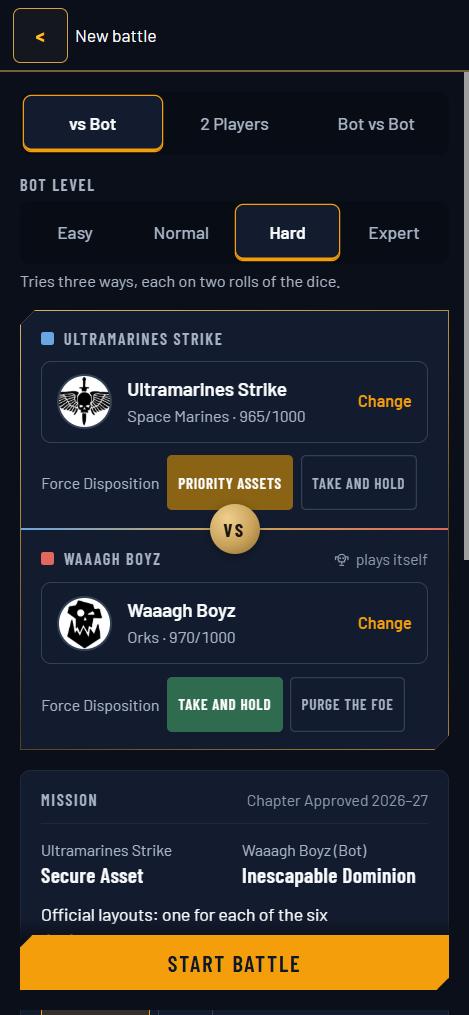 <
New battle
vs Bot
2 Players
Bot vs Bot
BOT LEVEL
Easy
Normal
Hard
Expert
Tries three ways, each on two rolls of the dice.
ULTRAMARINES STRIKE
Ultramarines Strike
Space Marines · 965/1000
Change
Force Disposition
PRIORITY ASSETS
TAKE AND HOLD
VS
WAAAGH BOYZ
plays itself
Waaagh Boyz
Orks · 970/1000
Change
Force Disposition
TAKE AND HOLD
PURGE THE FOE
MISSION
Chapter Approved 2026–27
Ultramarines Strike
Secure Asset
Waaagh Boyz (Bot)
Inescapable Dominion
Official layouts: one for each of the six
START BATTLE